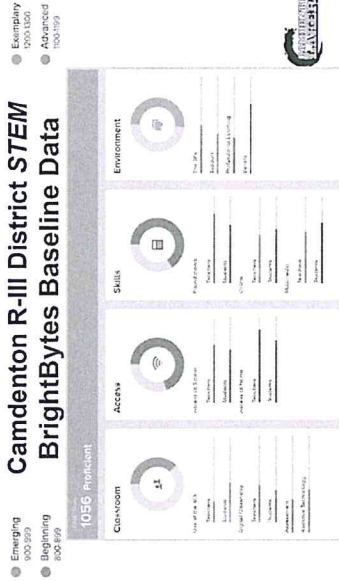 Camdenton R-III District STEM
BrightBytes Baseline Data
Emerging
900-999
Beginning
800-899
Exemplary
1200-1300
Advanced
1100-1199
1056 Proficient
Classroom
Use of the 4Cs
Teachers
Students
Digital Citizenship
Teachers
Students
Assessment
Assistive Technology
Access
Access at School
Teachers
Students
Access at Home
Teachers
Students
Skills
Foundational
Teachers
Students
Online
Teachers
Students
Multimedia
Teachers
Students
Environment
The 3Ps
Support
Professional Learning
Beliefs
LAKERS